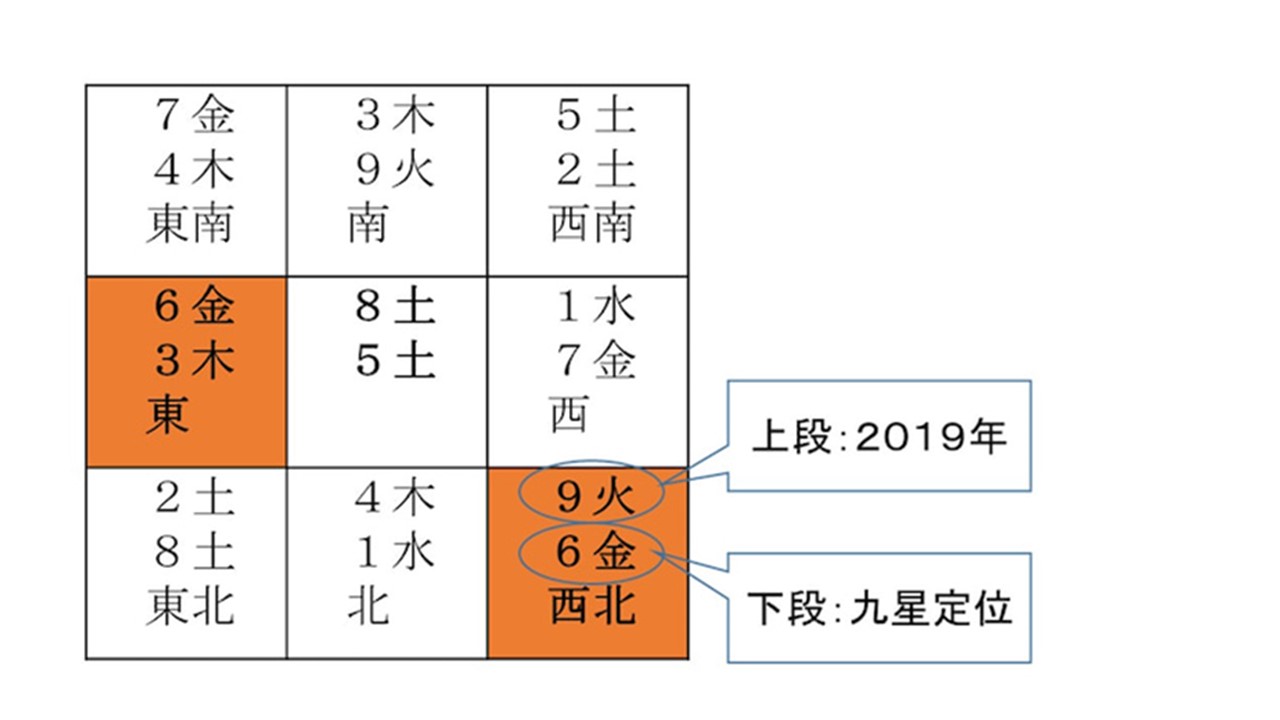 7 金
4 木
東南
3 木
9 火
南
5 土
2 土
西南
6 金
3 木
東
8 土
5 土
1 水
7 金
西
2 土
8 土
東北
4 木
1 水
北
9 火
6 金
西北
上段：2019年
下段：九星定位